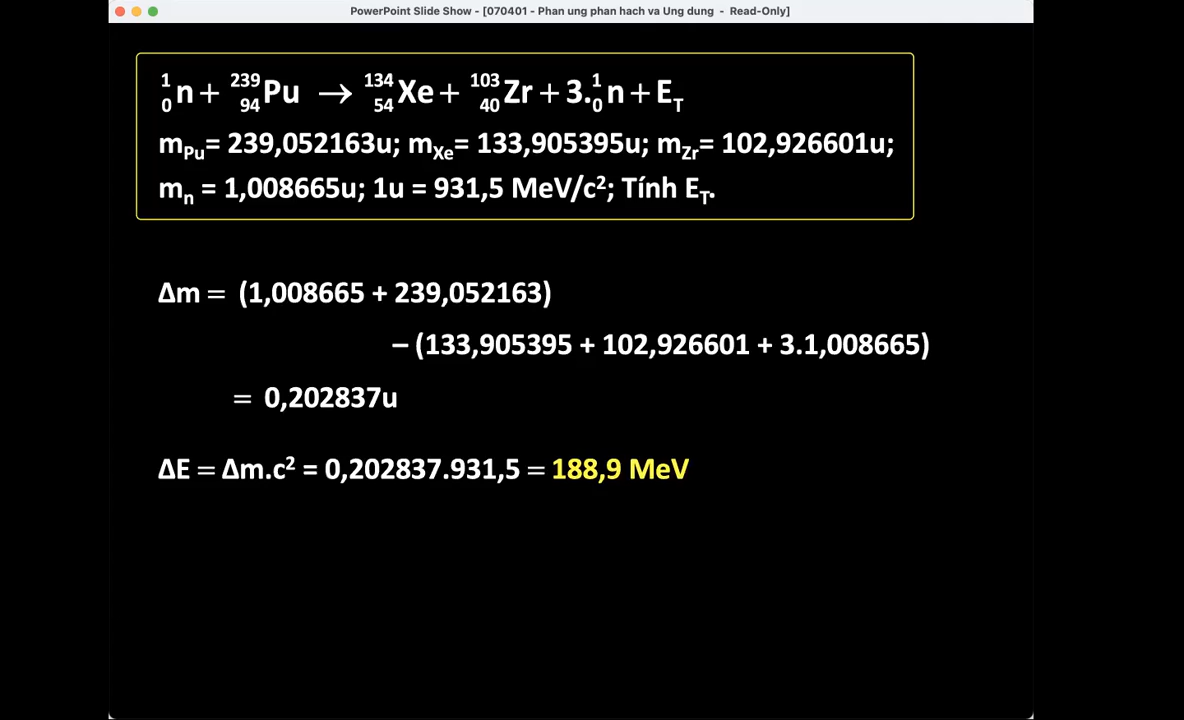 PowerPoint Slide Show - [070401 - Phan ung phan hach va Ung dung - Read-Only]
¹₀n + ²³⁹₉₄Pu → ¹³⁴₅₄Xe + ¹⁰³₄₀Zr + 3.¹₀n + E_T
m_Pu= 239,052163u; m_Xe= 133,905395u; m_Zr= 102,926601u;
m_n = 1,008665u; 1u = 931,5 MeV/c²; Tính E_T.
Δm = (1,008665 + 239,052163)
– (133,905395 + 102,926601 + 3.1,008665)
= 0,202837u
ΔE = Δm.c² = 0,202837.931,5 = 188,9 MeV